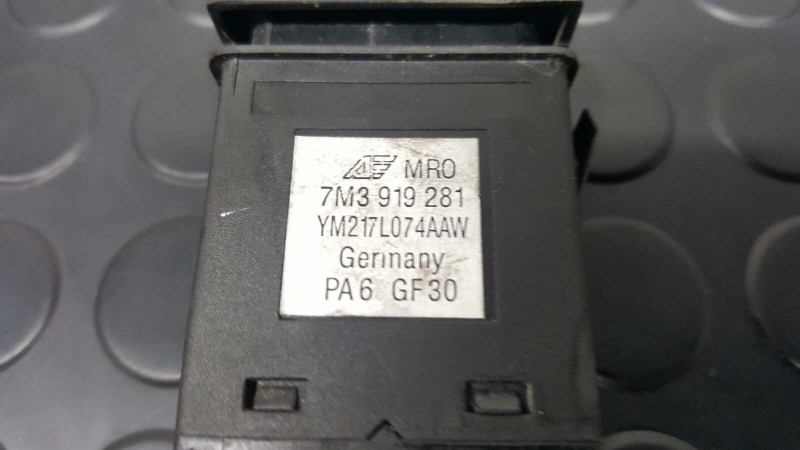 MRO
7M3 919 281
YM217L074AAW
Germany
PA6 GF30